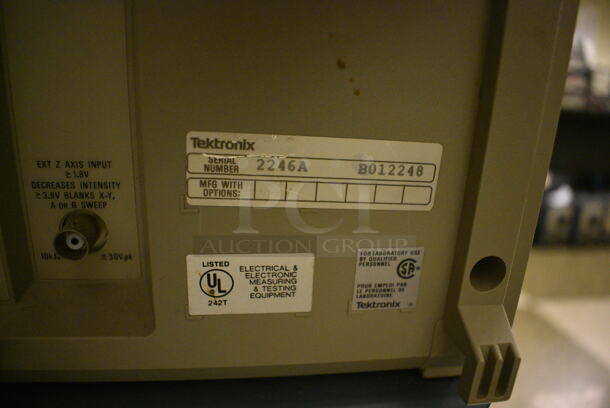 EXT Z AXIS INPUT
≥1.8V
DECREASES INTENSITY
≥3.8V BLANKS X-Y,
A OR B SWEEP
≤ 30V pk
Tektronix
SERIAL
NUMBER 2246A B012248
MFG WITH
OPTIONS:
PCI
AUCTION GROUP
LISTED
UL
242T
ELECTRICAL &
ELECTRONIC
MEASURING
& TESTING
EQUIPMENT
FOR LABORATORY USE
BY QUALIFIED
PERSONNEL
SA
POUR EMPLOI PAR
LE PERSONNEL DE
LABORATOIRE
Tektronix